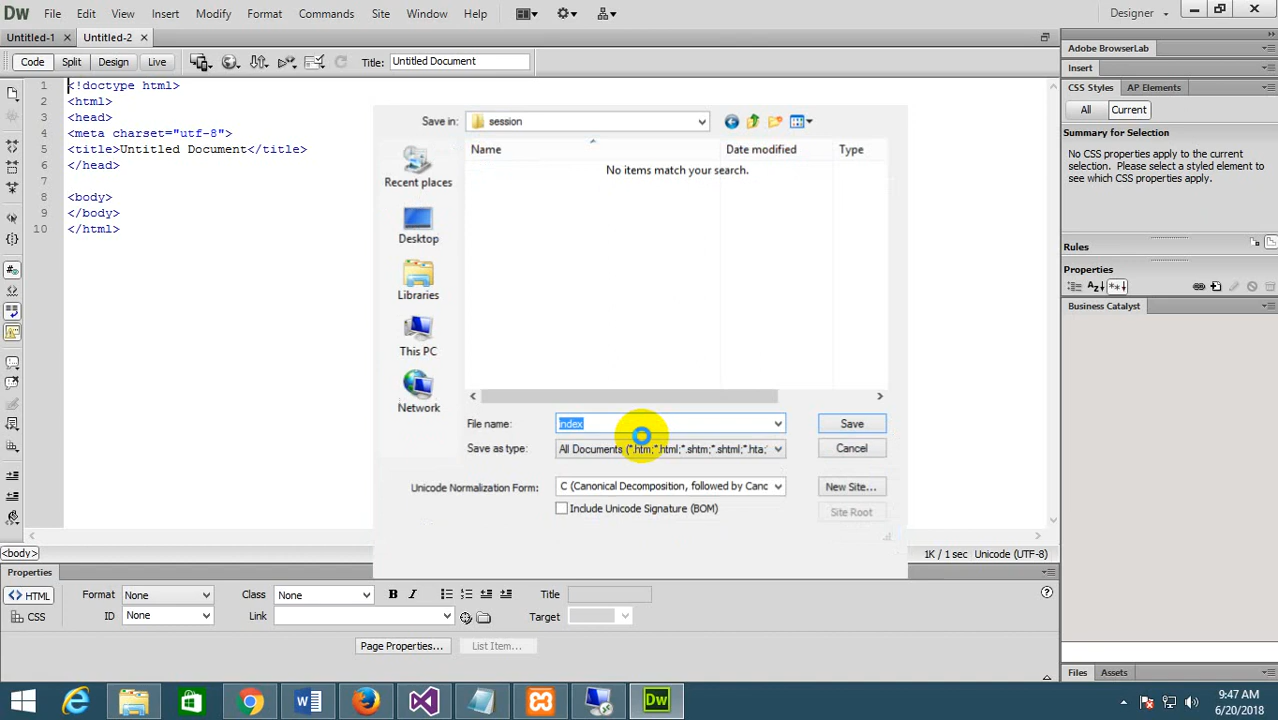 Dw File Edit View Insert Modify Format Commands Site Window Help Designer
Untitled-1 Untitled-2
Code Split Design Live Title: Untitled Document
1 <!doctype html>
2 <html>
3 <head>
4 <meta charset="utf-8">
5 <title>Untitled Document</title>
6 </head>
7
8 <body>
9 </body>
10 </html>
Save in: session
Name Date modified Type
No items match your search.
Recent places
Desktop
Libraries
This PC
Network
File name: index Save
Save as type: All Documents (*.htm;*.html;*.shtm;*.shtml;*.hta; Cancel
Unicode Normalization Form: C (Canonical Decomposition, followed by Canc New Site...
Include Unicode Signature (BOM) Site Root
Adobe BrowserLab
Insert
CSS Styles AP Elements
All Current
Summary for Selection
No CSS properties apply to the current
selection. Please select a styled element to
see which CSS properties apply.
Rules
Properties
Business Catalyst
Files Assets
<body> 1K / 1 sec Unicode (UTF-8)
Properties
<> HTML Format None Class None B I Title
CSS ID None Link Target
Page Properties... List Item...
Dw
9:47 AM
6/20/2018